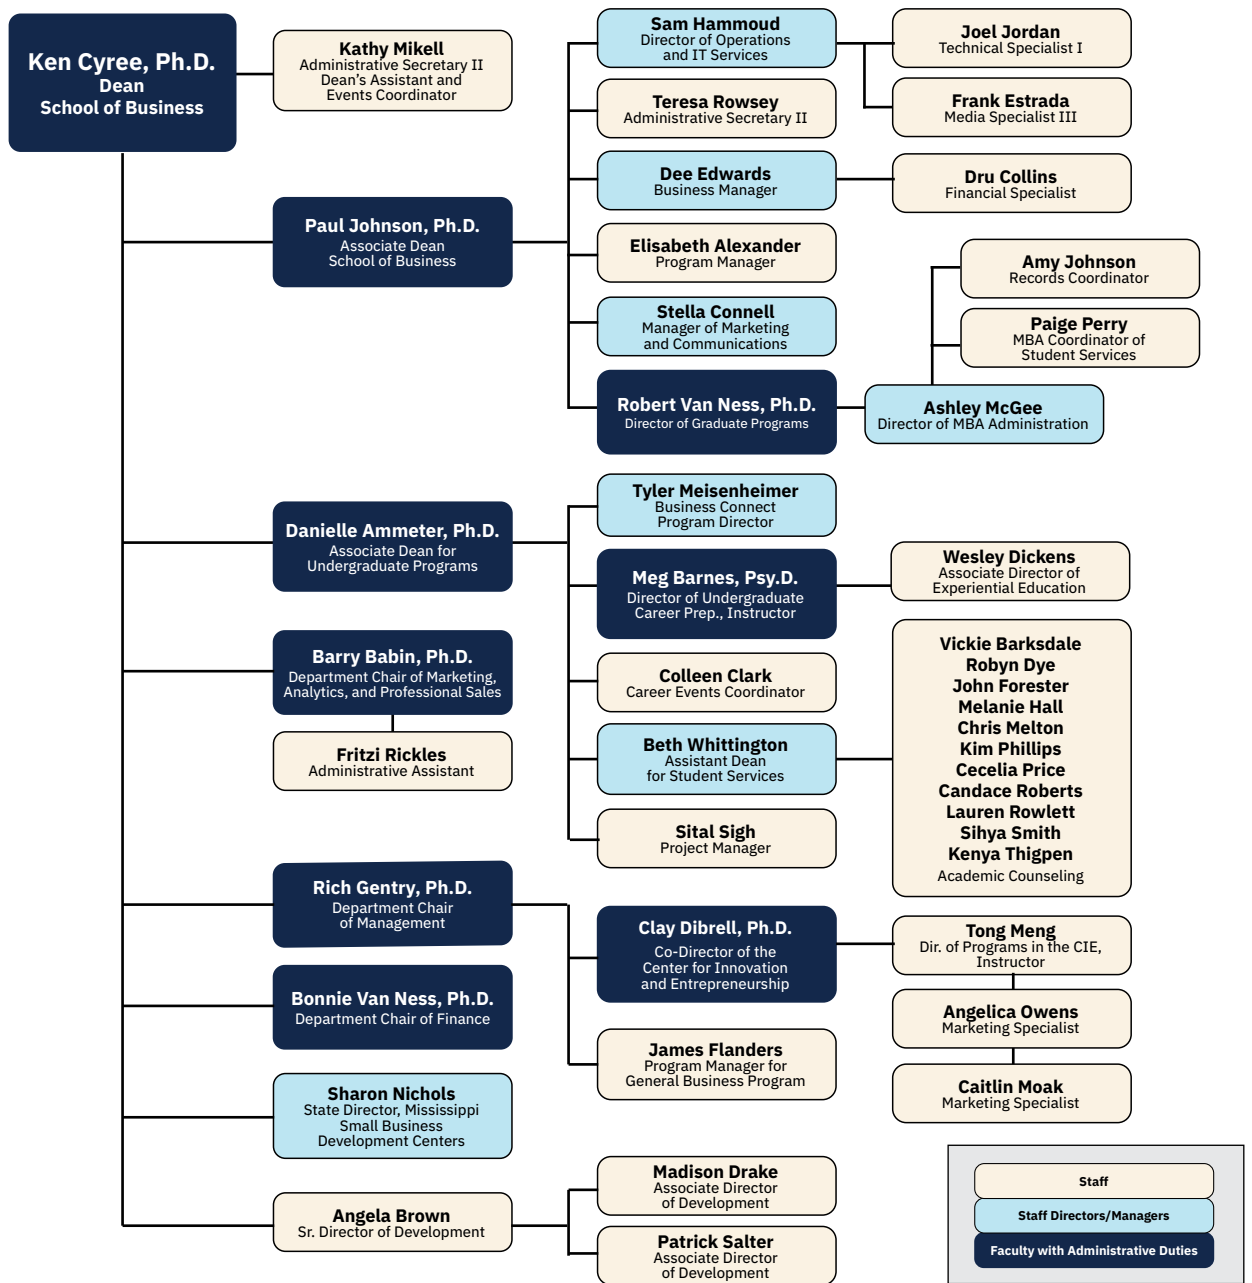 Ken Cyree, Ph.D.
Dean
School of Business
Kathy Mikell
Administrative Secretary II
Dean's Assistant and
Events Coordinator
Paul Johnson, Ph.D.
Associate Dean
School of Business
Sam Hammoud
Director of Operations
and IT Services
Joel Jordan
Technical Specialist I
Frank Estrada
Media Specialist III
Teresa Rowsey
Administrative Secretary II
Dee Edwards
Business Manager
Dru Collins
Financial Specialist
Elisabeth Alexander
Program Manager
Stella Connell
Manager of Marketing
and Communications
Robert Van Ness, Ph.D.
Director of Graduate Programs
Amy Johnson
Records Coordinator
Paige Perry
MBA Coordinator of
Student Services
Ashley McGee
Director of MBA Administration
Danielle Ammeter, Ph.D.
Associate Dean for
Undergraduate Programs
Tyler Meisenheimer
Business Connect
Program Director
Meg Barnes, Psy.D.
Director of Undergraduate
Career Prep., Instructor
Wesley Dickens
Associate Director of
Experiential Education
Colleen Clark
Career Events Coordinator
Beth Whittington
Assistant Dean
for Student Services
Vickie Barksdale
Robyn Dye
John Forester
Melanie Hall
Chris Melton
Kim Phillips
Cecelia Price
Candace Roberts
Lauren Rowlett
Sihya Smith
Kenya Thigpen
Academic Counseling
Sital Sigh
Project Manager
Barry Babin, Ph.D.
Department Chair of Marketing,
Analytics, and Professional Sales
Fritzi Rickles
Administrative Assistant
Rich Gentry, Ph.D.
Department Chair
of Management
Clay Dibrell, Ph.D.
Co-Director of the
Center for Innovation
and Entrepreneurship
Tong Meng
Dir. of Programs in the CIE,
Instructor
Angelica Owens
Marketing Specialist
Caitlin Moak
Marketing Specialist
James Flanders
Program Manager for
General Business Program
Bonnie Van Ness, Ph.D.
Department Chair of Finance
Sharon Nichols
State Director, Mississippi
Small Business
Development Centers
Angela Brown
Sr. Director of Development
Madison Drake
Associate Director
of Development
Patrick Salter
Associate Director
of Development
Staff
Staff Directors/Managers
Faculty with Administrative Duties